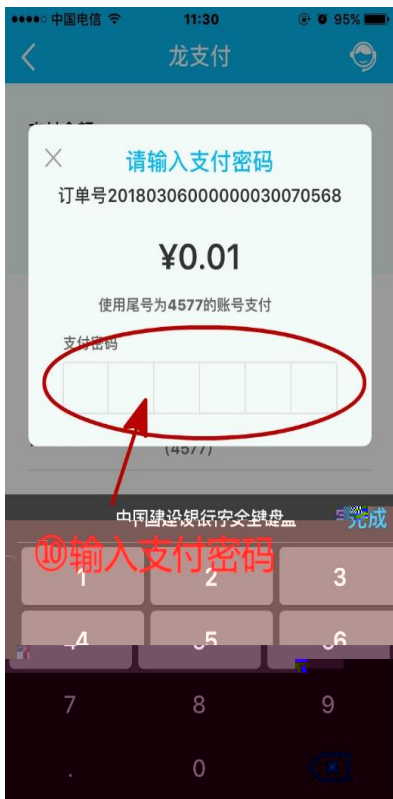 中国电信 11:30 95%
龙支付
请输入支付密码
订单号20180306000000030070568
¥0.01
使用尾号为4577的账号支付
支付密码
(4577)
中国建设银行安全键盘 完成
⑩输入支付密码
1 2 3
4 5 6
7 8 9
. 0